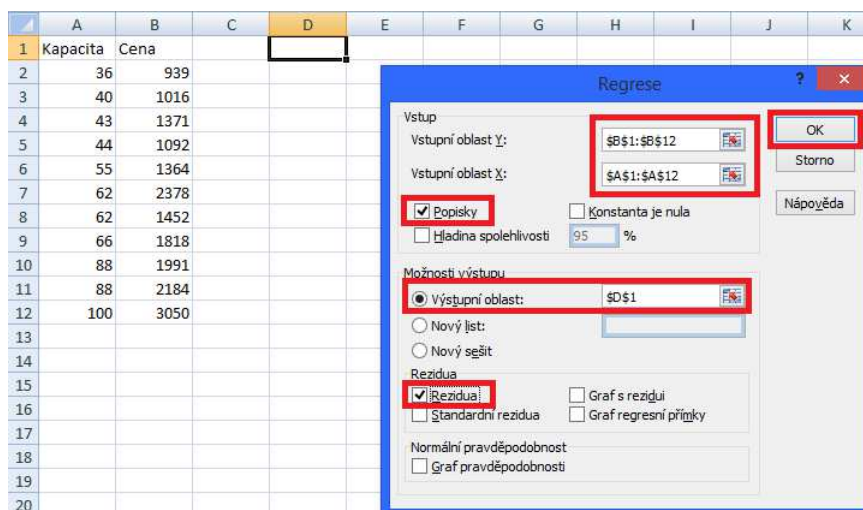 A B C D E F G H I J K
1 Kapacita Cena
2 36 939
3 40 1016
4 43 1371
5 44 1092
6 55 1364
7 62 2378
8 62 1452
9 66 1818
10 88 1991
11 88 2184
12 100 3050
13
14
15
16
17
18
19
20
Regrese ? ×
Vstup
Vstupní oblast Y: $B$1:$B$12
Vstupní oblast X: $A$1:$A$12
Popisky Konstanta je nula
Hladina spolehlivosti 95 %
OK
Storno
Nápověda
Možnosti výstupu
Výstupní oblast: $D$1
Nový list:
Nový sešit
Rezidua
Rezidua Graf s rezidui
Standardní rezidua Graf regresní přímky
Normální pravděpodobnost
Graf pravděpodobnosti